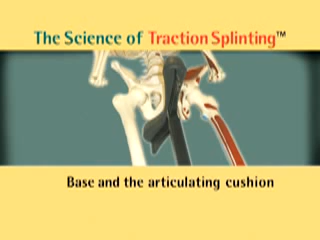 The Science of Traction Splinting™
Base and the articulating cushion